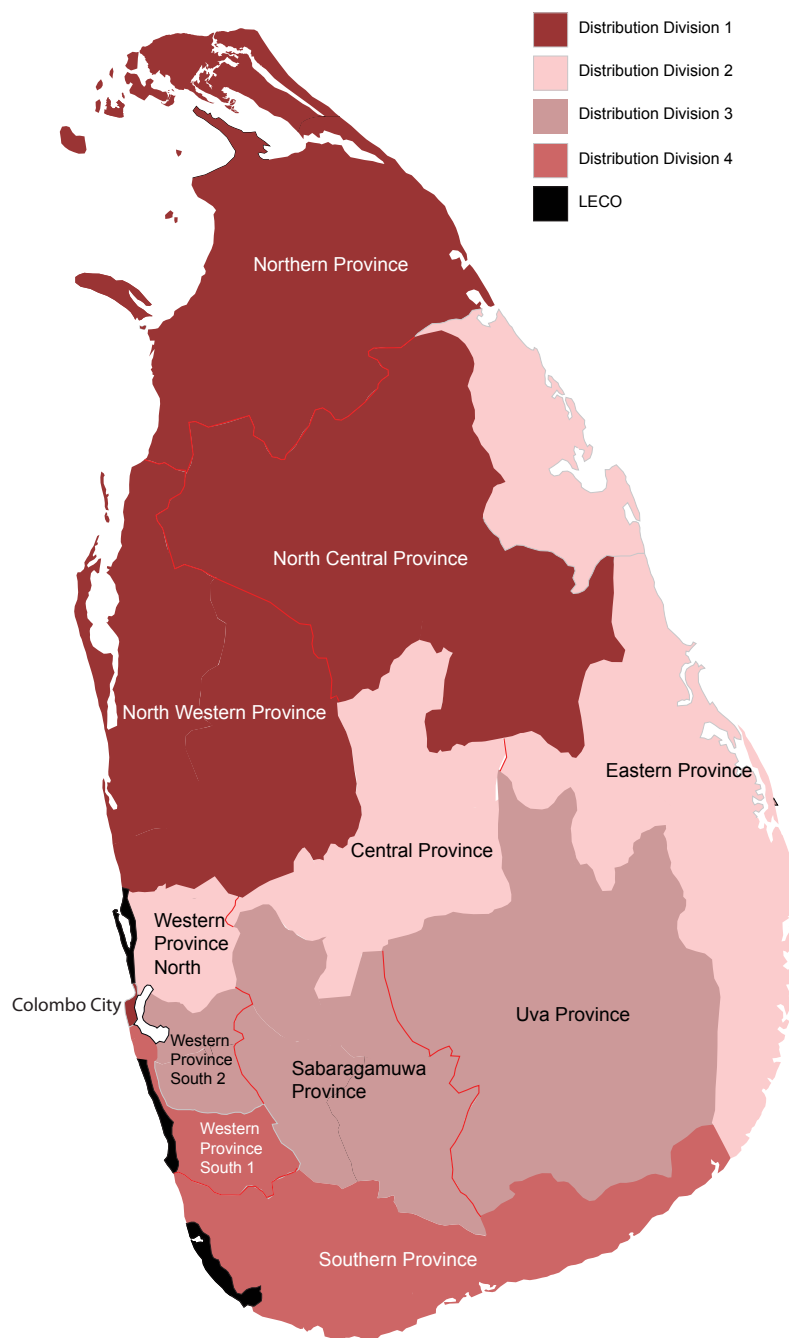 Distribution Division 1
Distribution Division 2
Distribution Division 3
Distribution Division 4
LECO
Northern Province
North Central Province
North Western Province
Eastern Province
Central Province
Western
Province
North
Colombo City
Uva Province
Western
Province
South 2
Sabaragamuwa
Province
Western
Province
South 1
Southern Province